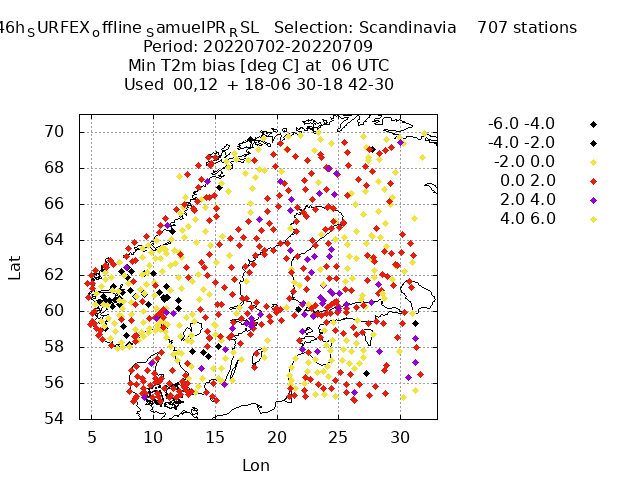 46h_SURFEX_offline_SamuelPR_RSL Selection: Scandinavia 707 stations
Period: 20220702-20220709
Min T2m bias [deg C] at 06 UTC
Used 00,12 + 18-06 30-18 42-30
-6.0 -4.0
-4.0 -2.0
-2.0 0.0
0.0 2.0
2.0 4.0
4.0 6.0
70
68
66
64
62
60
58
56
54
Lat
5 10 15 20 25 30
Lon